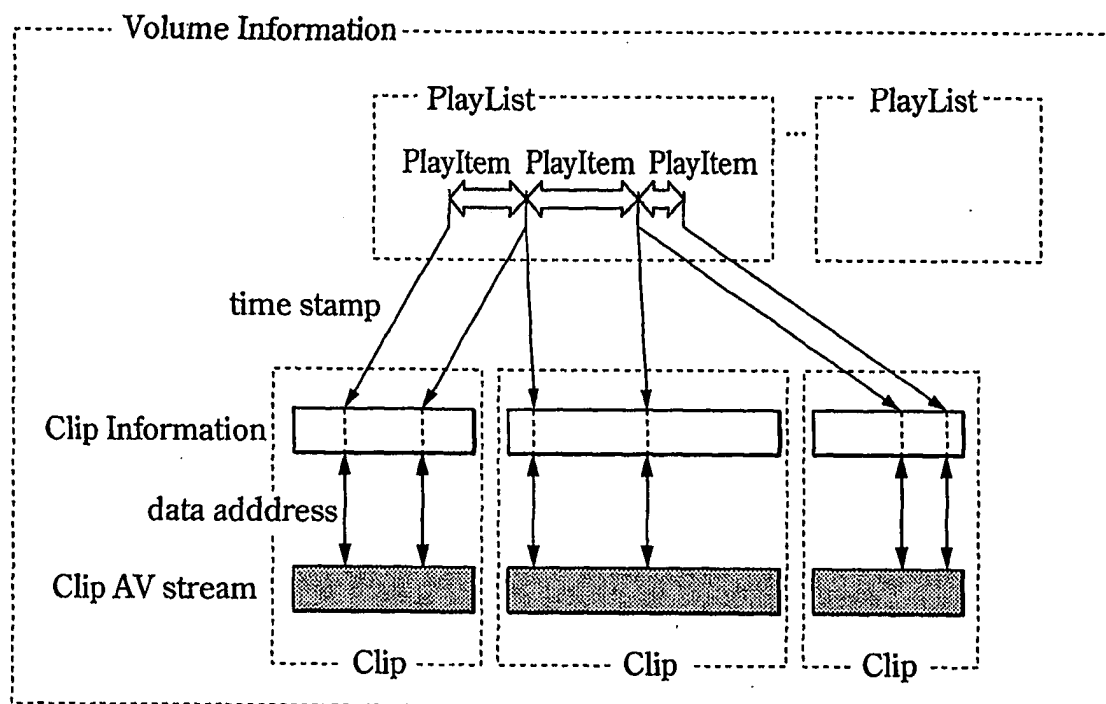 Volume Information
PlayList
...
PlayList
PlayItem PlayItem PlayItem
time stamp
Clip Information
data adddress
Clip AV stream
Clip
Clip
Clip